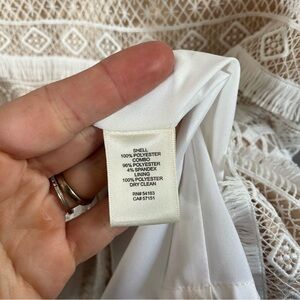 SHELL
100% POLYESTER
COMBO
96% POLYESTER
4% SPANDEX
LINING
100% POLYESTER
DRY CLEAN
RN# 54163
CA# 57151